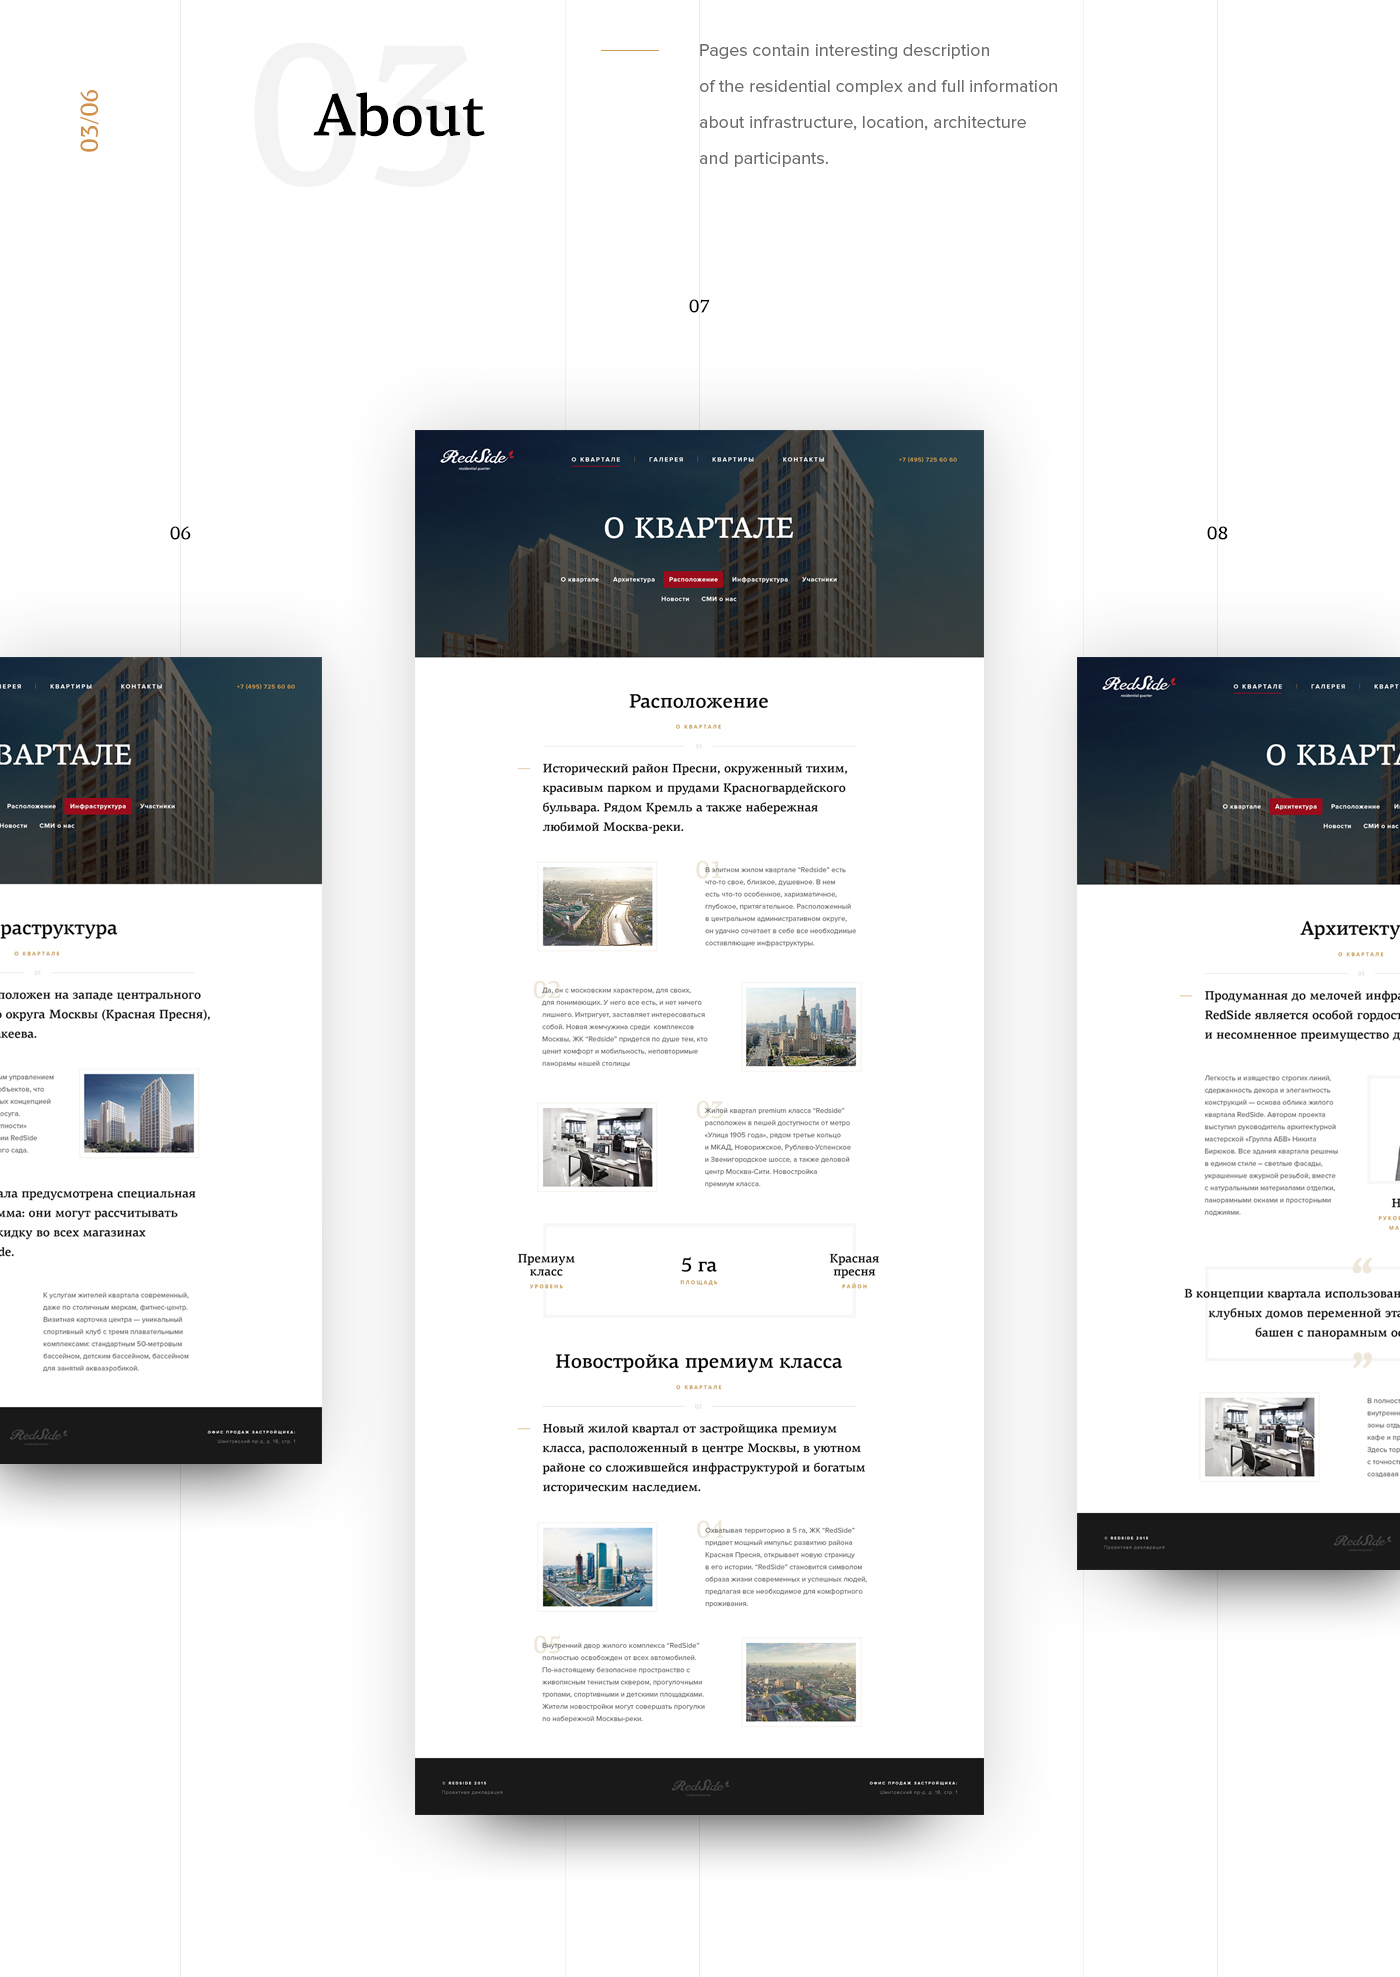 03/06
03
About
Pages contain interesting description
of the residential complex and full information
about infrastructure, location, architecture
and participants.
07
06
08
RedSide
residential quarter
О КВАРТАЛЕ
ГАЛЕРЕЯ
КВАРТИРЫ
КОНТАКТЫ
+7 (495) 725 60 60
О КВАРТАЛЕ
О квартале Архитектура Расположение Инфраструктура Участники
Новости СМИ о нас
Расположение
О КВАРТАЛЕ
01
Исторический район Пресни, окруженный тихим,
красивым парком и прудами Красногвардейского
бульвара. Рядом Кремль а также набережная
любимой Москва-реки.
01
В элитном жилом квартале “Redside” есть
что-то свое, близкое, душевное. В нем
есть что-то особенное, харизматичное,
глубокое, притягательное. Расположенный
в центральном административном округе,
он удачно сочетает в себе все необходимые
составляющие инфраструктуры.
02
Да, он с московским характером, для своих,
для понимающих. У него все есть, и нет ничего
лишнего. Интригует, заставляет интересоваться
собой. Новая жемчужина среди комплексов
Москвы, ЖК “Redside” придется по душе тем, кто
ценит комфорт и мобильность, неповторимые
панорамы нашей столицы
03
Жилой квартал premium класса “Redside”
расположен в пешей доступности от метро
«Улица 1905 года», рядом третье кольцо
и МКАД, Новорижское, Рублево-Успенское
и Звенигородское шоссе, а также деловой
центр Москва-Сити. Новостройка
премиум класса.
Премиум
класс
УРОВЕНЬ
5 га
ПЛОЩАДЬ
Красная
пресня
РАЙОН
Новостройка премиум класса
О КВАРТАЛЕ
02
Новый жилой квартал от застройщика премиум
класса, расположенный в центре Москвы, в уютном
районе со сложившейся инфраструктурой и богатым
историческим наследием.
04
Охватывая территорию в 5 га, ЖК “RedSide”
придает мощный импульс развитию района
Красная Пресня, открывает новую страницу
в его истории. “RedSide” становится символом
образа жизни современных и успешных людей,
предлагая все необходимое для комфортного
проживания.
05
Внутренний двор жилого комплекса “RedSide”
полностью освобожден от всех автомобилей.
По-настоящему безопасное пространство с
живописным тенистым сквером, прогулочными
тропами, спортивными и детскими площадками.
Жители новостройки могут совершать прогулки
по набережной Москвы-реки.
© REDSIDE 2015
Проектная декларация
RedSide
ОФИС ПРОДАЖ ЗАСТРОЙЩИКА:
Шмитовский пр-д, д. 18, стр. 1
ЛЕРЕЯ
КВАРТИРЫ
КОНТАКТЫ
+7 (495) 725 60 60
ВАРТАЛЕ
Расположение Инфраструктура Участники
Новости СМИ о нас
раструктура
О КВАРТАЛЕ
положен на западе центрального
о округа Москвы (Красная Пресня),
кеева.
ым управлением
объектов, что
ых концепцией
осуга.
пности»
ии RedSide
ого сада.
ала предусмотрена специальная
мма: они могут рассчитывать
кидку во всех магазинах
de.
К услугам жителей квартала современный,
даже по столичным меркам, фитнес-центр.
Визитная карточка центра — уникальный
спортивный клуб с тремя плавательными
комплексами: стандартным 50-метровым
бассейном, детским бассейном, бассейном
для занятий аквааэробикой.
RedSide
ОФИС ПРОДАЖ ЗАСТРОЙЩИКА:
Шмитовский пр-д, д. 18, стр. 1
RedSide
residential quarter
О КВАРТАЛЕ
ГАЛЕРЕЯ
КВАРТ
О КВАРТА
О квартале Архитектура Расположение Ин
Новости СМИ о нас
Архитекту
О КВАРТАЛЕ
Продуманная до мелочей инфра
RedSide является особой гордост
и несомненное преимущество д
Легкость и изящество строгих линий,
сдержанность декора и элегантность
конструкций — основа облика жилого
квартала RedSide. Автором проекта
выступил руководитель архитектурной
мастерской «Группа АБВ» Никита
Бирюков. Все здания квартала решены
в едином стиле – светлые фасады,
украшенные ажурной резьбой, вместе
с натуральными материалами отделки,
панорамными окнами и просторными
лоджиями.
Н
РУКО
МА
“
В концепции квартала использован
клубных домов переменной эта
башен с панорамным ос
”
В полност
внутренн
зоны отды
кафе и пр
Здесь тор
с точност
создавая
© REDSIDE 2015
Проектная декларация
RedSide